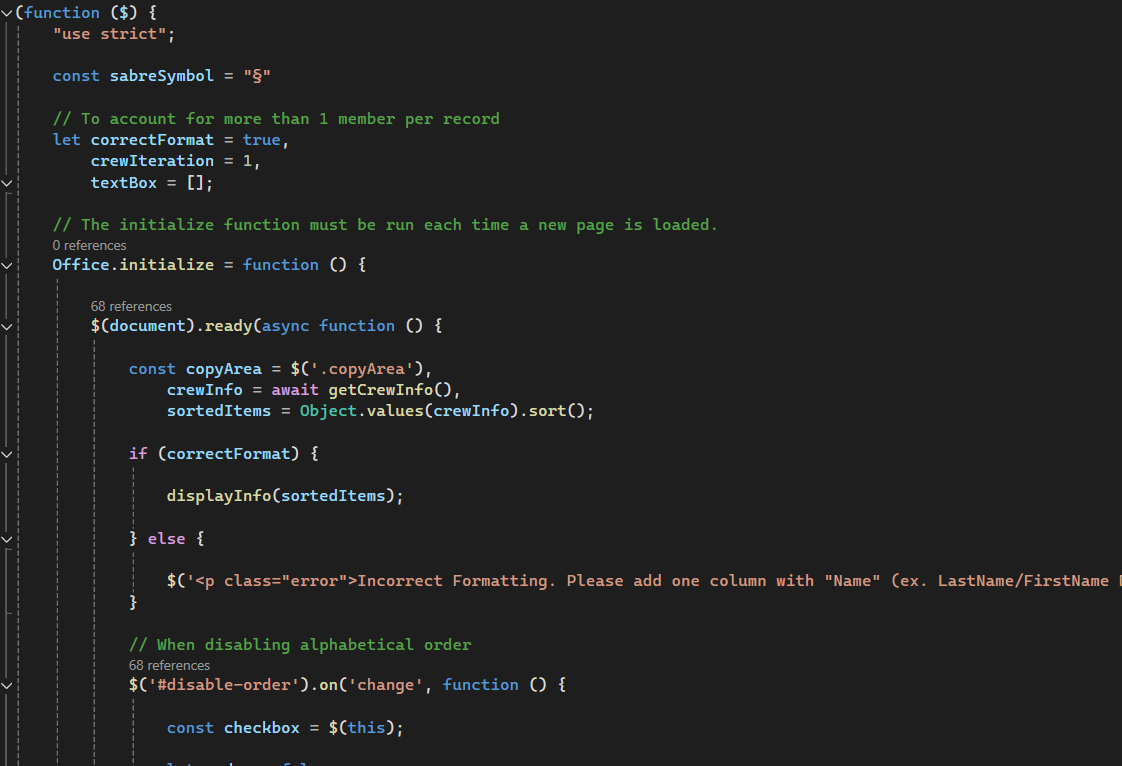 (function ($) {
"use strict";
const sabreSymbol = "§"
// To account for more than 1 member per record
let correctFormat = true,
crewIteration = 1,
textBox = [];
// The initialize function must be run each time a new page is loaded.
0 references
Office.initialize = function () {
68 references
$(document).ready(async function () {
const copyArea = $('.copyArea'),
crewInfo = await getCrewInfo(),
sortedItems = Object.values(crewInfo).sort();
if (correctFormat) {
displayInfo(sortedItems);
} else {
$('<p class="error">Incorrect Formatting. Please add one column with "Name" (ex. LastName/FirstName
}
// When disabling alphabetical order
68 references
$('#disable-order').on('change', function () {
const checkbox = $(this);